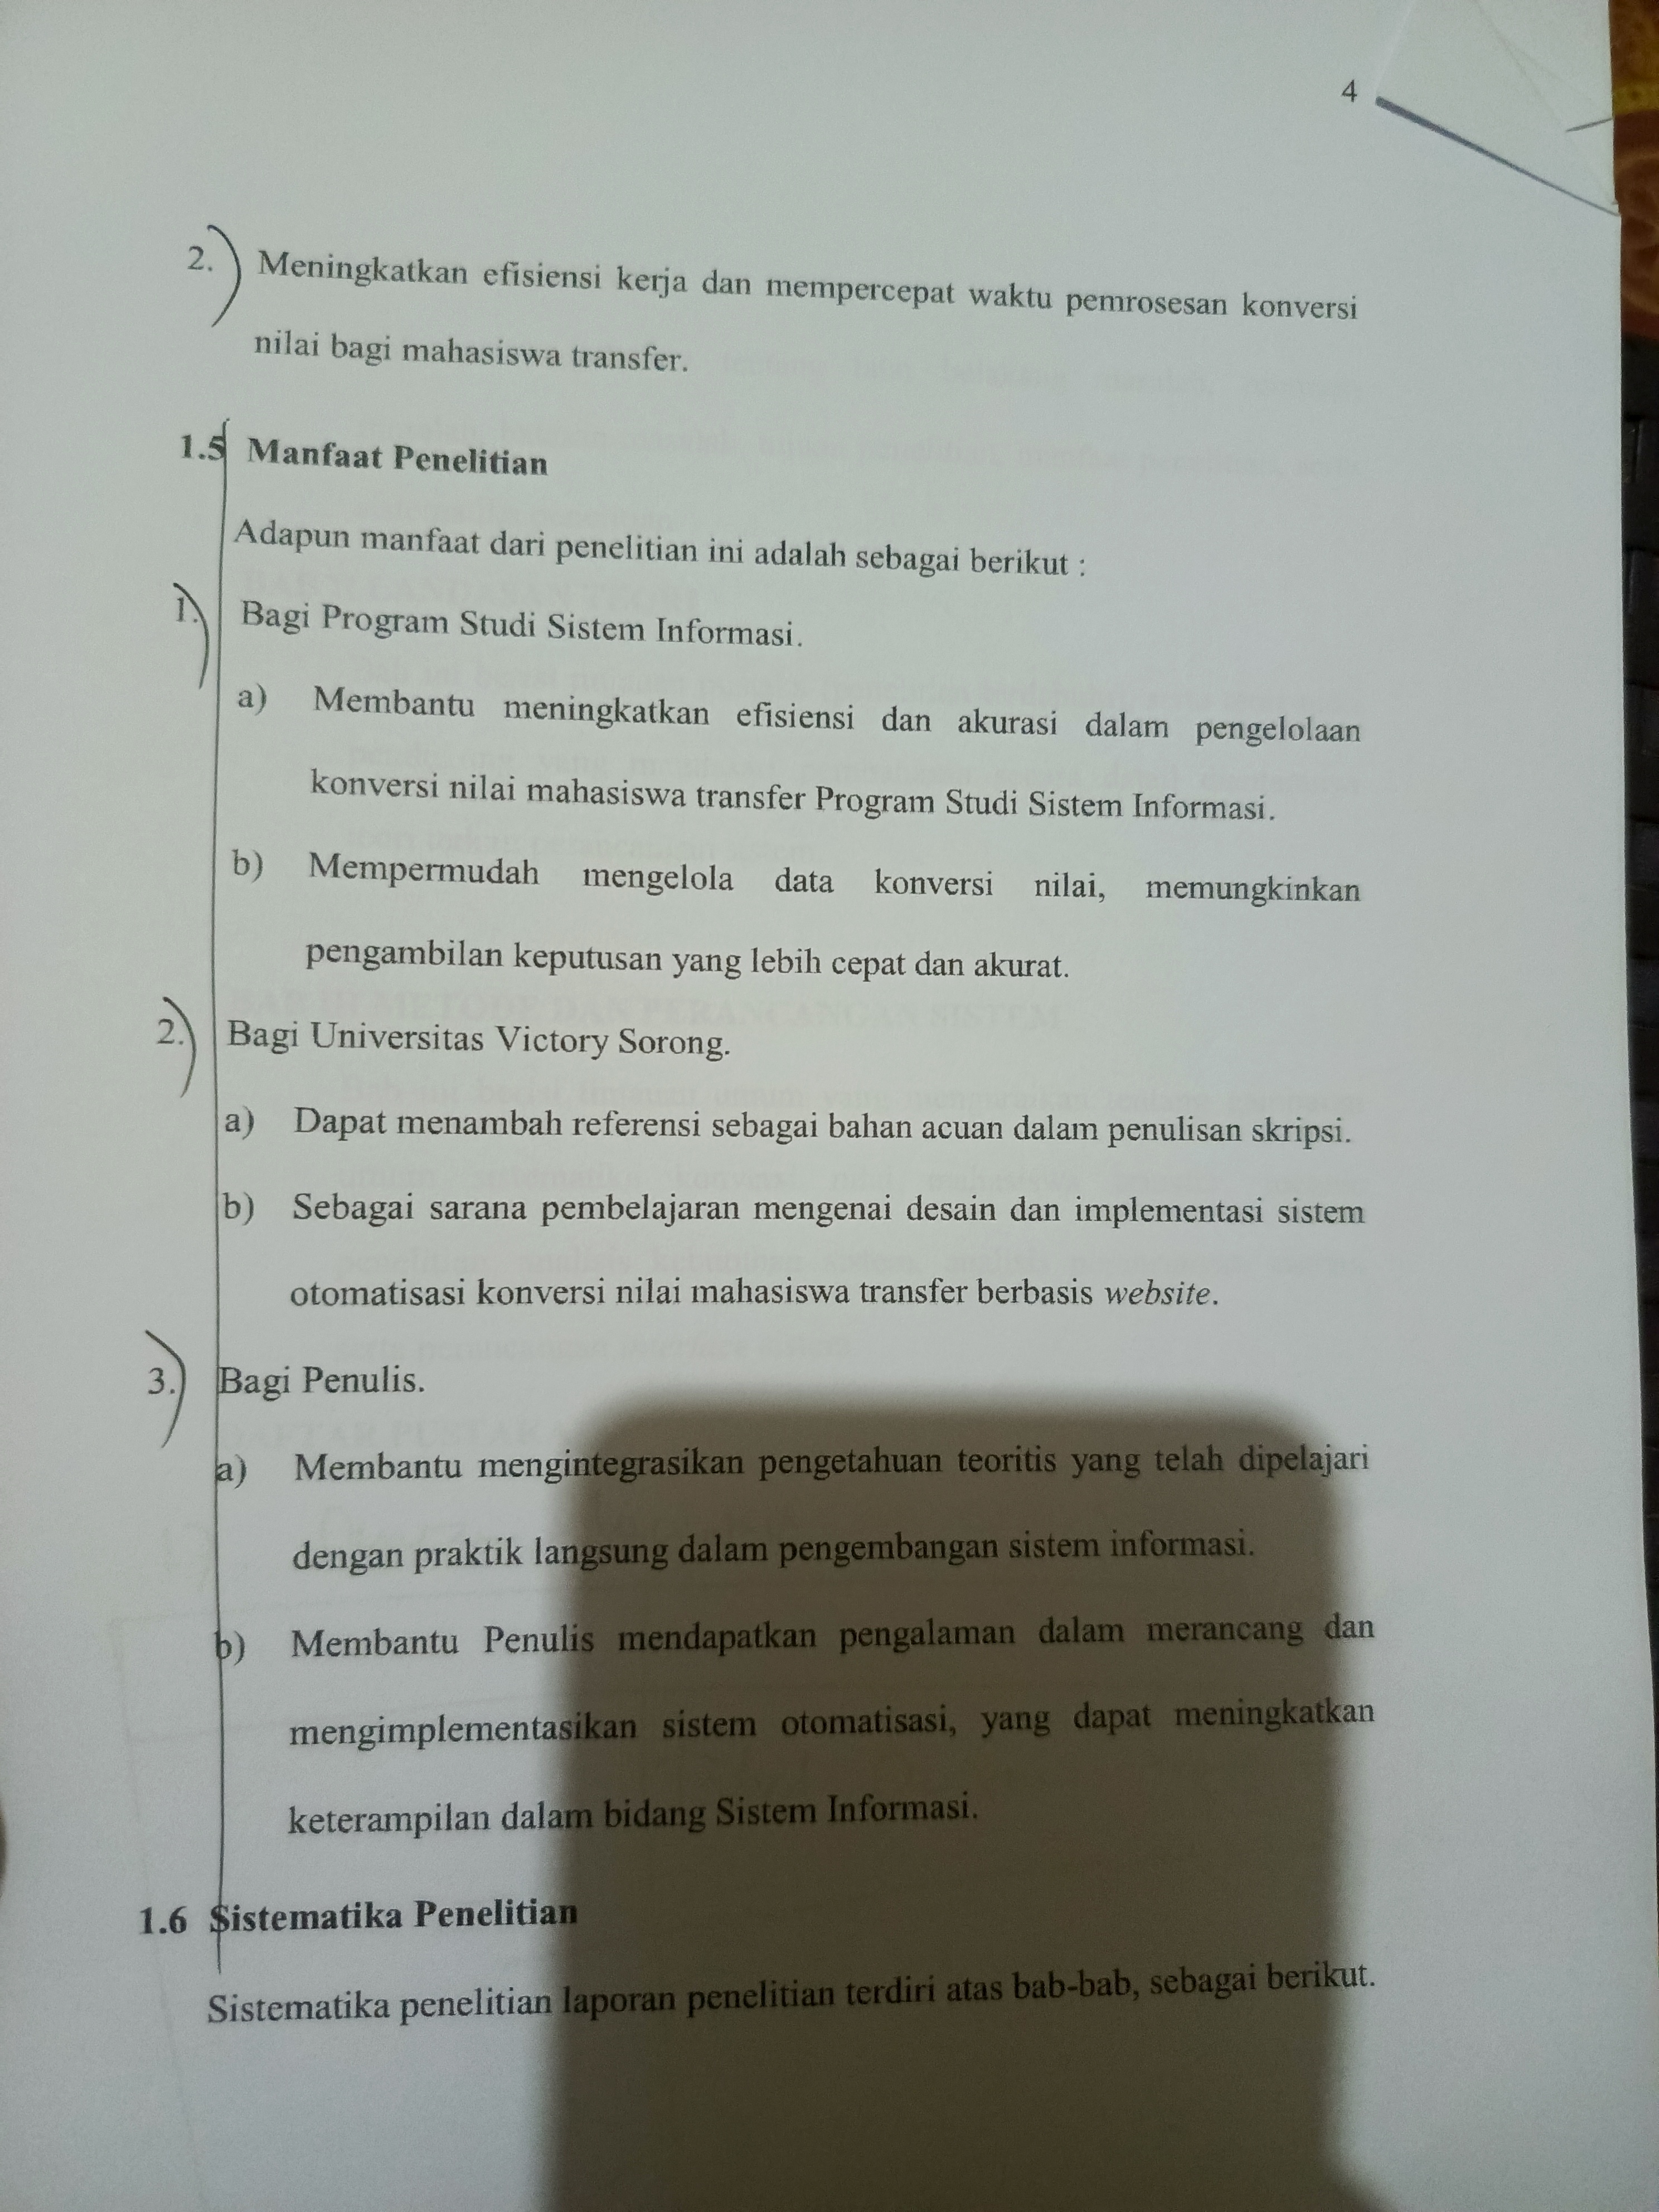 4
2. Meningkatkan efisiensi kerja dan mempercepat waktu pemrosesan konversi
nilai bagi mahasiswa transfer.
1.5 Manfaat Penelitian
Adapun manfaat dari penelitian ini adalah sebagai berikut :
1. Bagi Program Studi Sistem Informasi.
a) Membantu meningkatkan efisiensi dan akurasi dalam pengelolaan
konversi nilai mahasiswa transfer Program Studi Sistem Informasi.
b) Mempermudah mengelola data konversi nilai, memungkinkan
pengambilan keputusan yang lebih cepat dan akurat.
2. Bagi Universitas Victory Sorong.
a) Dapat menambah referensi sebagai bahan acuan dalam penulisan skripsi.
b) Sebagai sarana pembelajaran mengenai desain dan implementasi sistem
otomatisasi konversi nilai mahasiswa transfer berbasis website.
3. Bagi Penulis.
a) Membantu mengintegrasikan pengetahuan teoritis yang telah dipelajari
dengan praktik langsung dalam pengembangan sistem informasi.
b) Membantu Penulis mendapatkan pengalaman dalam merancang dan
mengimplementasikan sistem otomatisasi, yang dapat meningkatkan
keterampilan dalam bidang Sistem Informasi.
1.6 Sistematika Penelitian
Sistematika penelitian laporan penelitian terdiri atas bab-bab, sebagai berikut.